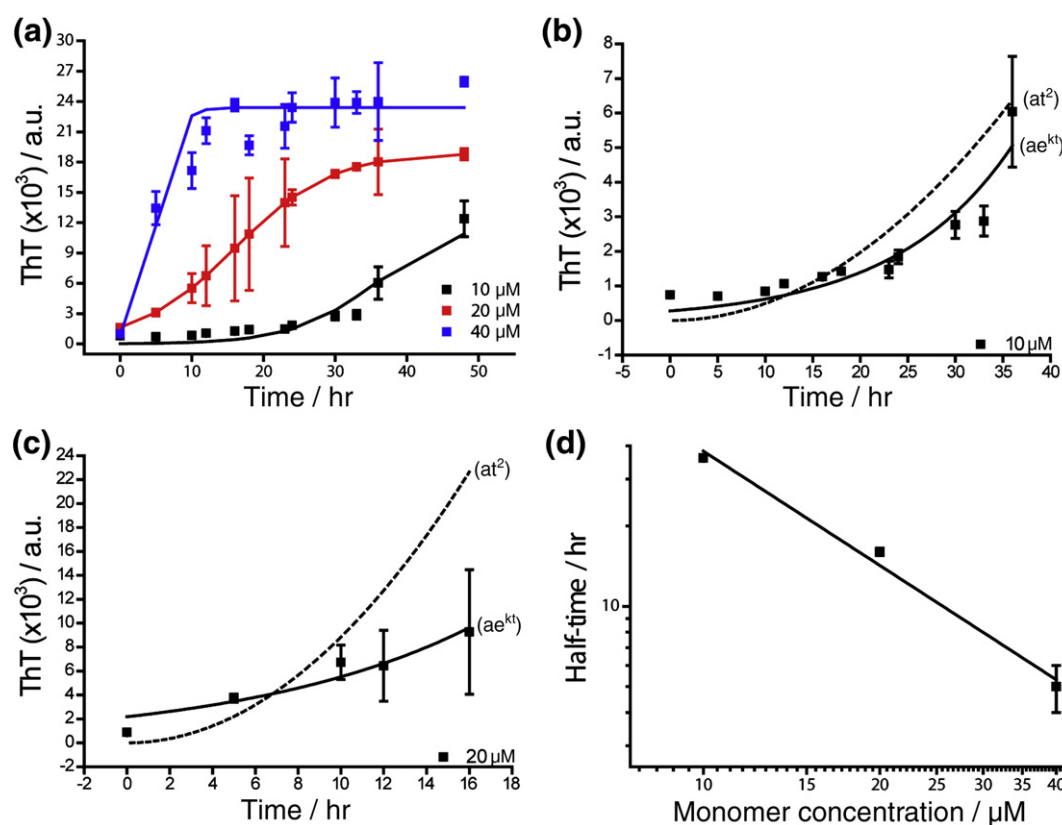 (a)
ThT (x10³) / a.u.
30
27
24
21
18
15
12
9
6
3
0
0 10 20 30 40 50
Time / hr
10 µM
20 µM
40 µM
(b)
ThT (x10³) / a.u.
8
7
6
5
4
3
2
1
0
-1
-5 0 5 10 15 20 25 30 35 40
Time / hr
(at²)
(aeᵏᵗ)
10 µM
(c)
ThT (x10³) / a.u.
24
22
20
18
16
14
12
10
8
6
4
2
0
-2
-2 0 2 4 6 8 10 12 14 16 18
Time / hr
(at²)
(aeᵏᵗ)
20 µM
(d)
Half-time / hr
10
10 15 20 25 30 35 40
Monomer concentration / µM